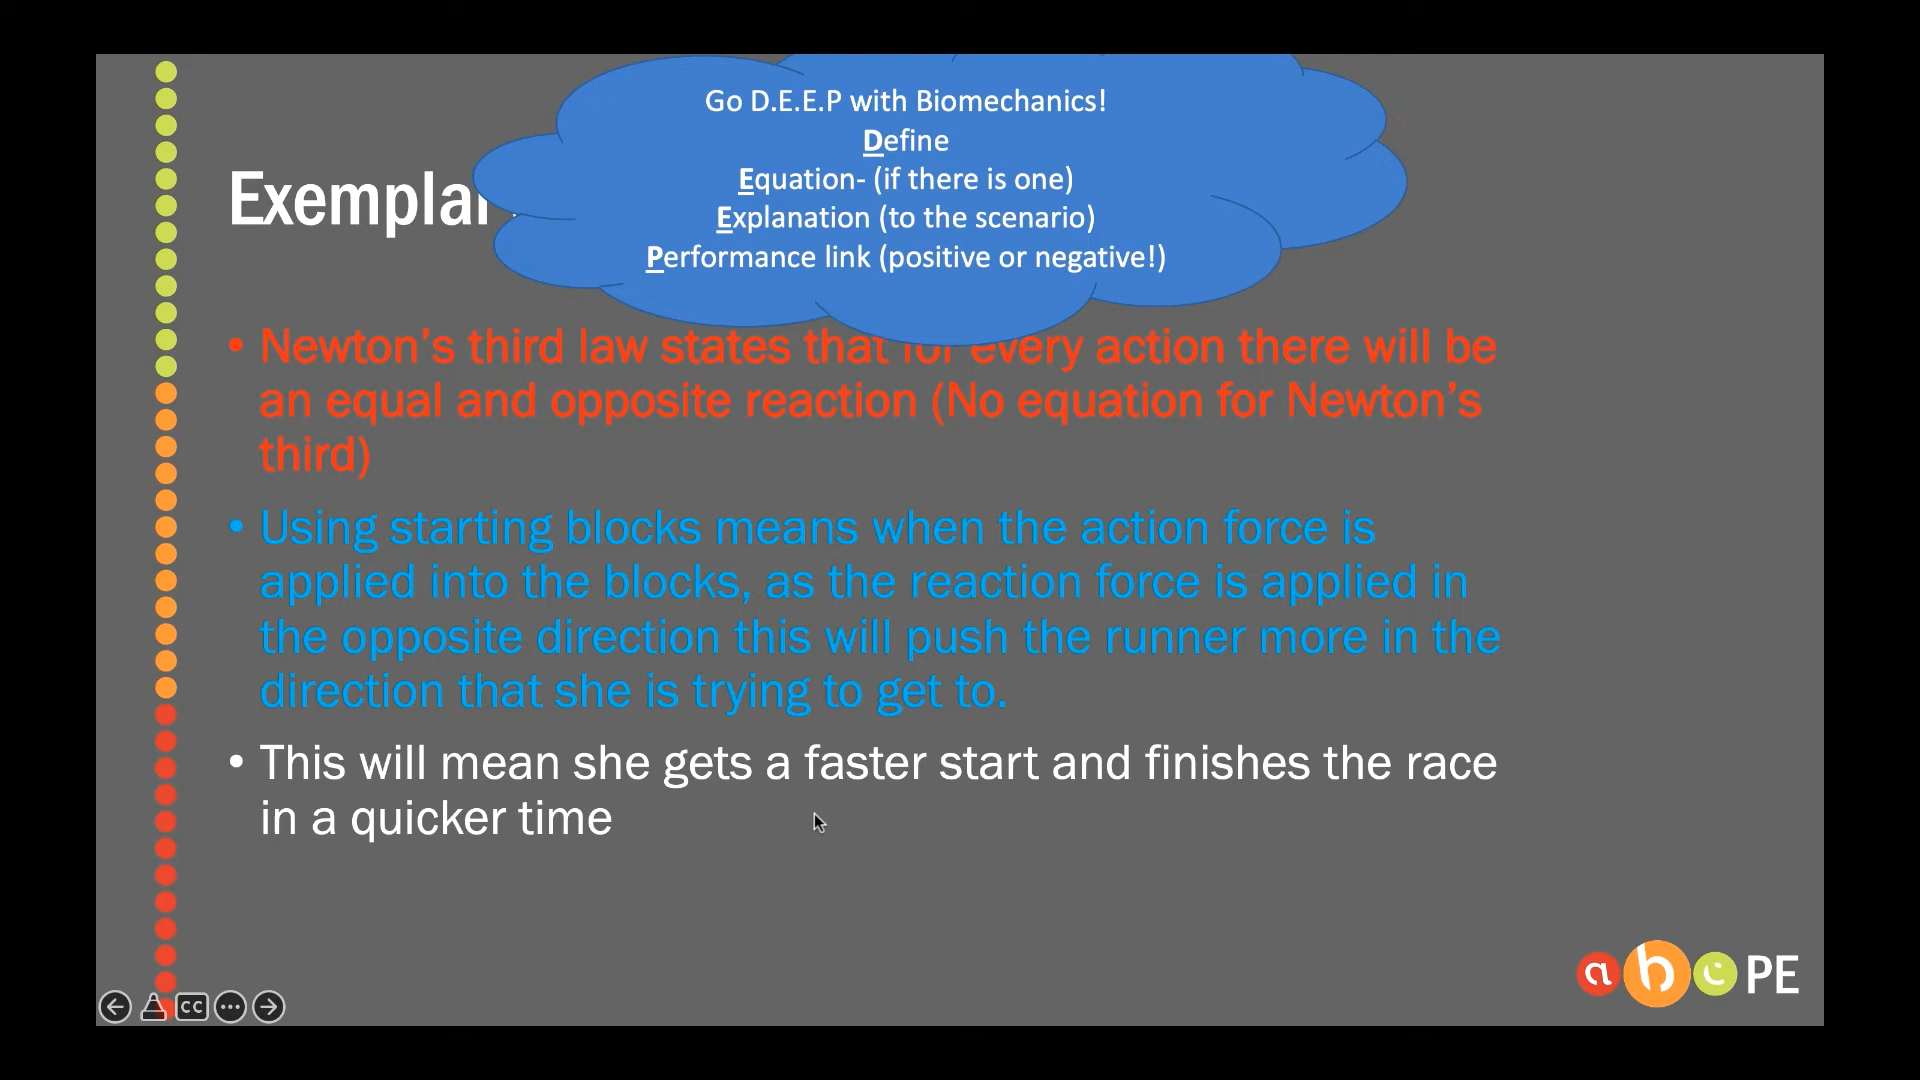 Go D.E.E.P with Biomechanics!
Define
Equation- (if there is one)
Explanation (to the scenario)
Performance link (positive or negative!)
Exemplar
Newton's third law states that for every action there will be
an equal and opposite reaction (No equation for Newton's
third)
Using starting blocks means when the action force is
applied into the blocks, as the reaction force is applied in
the opposite direction this will push the runner more in the
direction that she is trying to get to.
This will mean she gets a faster start and finishes the race
in a quicker time
a b c PE
CC